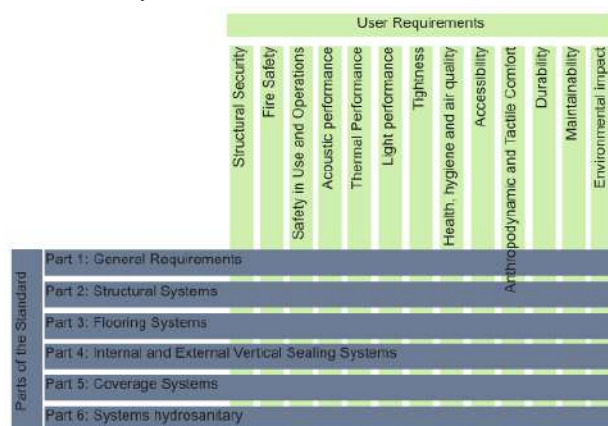 User Requirements
Structural Security
Fire Safety
Safety in Use and Operations
Acoustic performance
Thermal Performance
Light performance
Tightness
Health, hygiene and air quality
Accessibility
Anthropodynamic and Tactile Comfort
Durability
Maintainability
Environmental impact
Parts of the Standard
Part 1: General Requirements
Part 2: Structural Systems
Part 3: Flooring Systems
Part 4: Internal and External Vertical Sealing Systems
Part 5: Coverage Systems
Part 6: Systems hydrosanitary